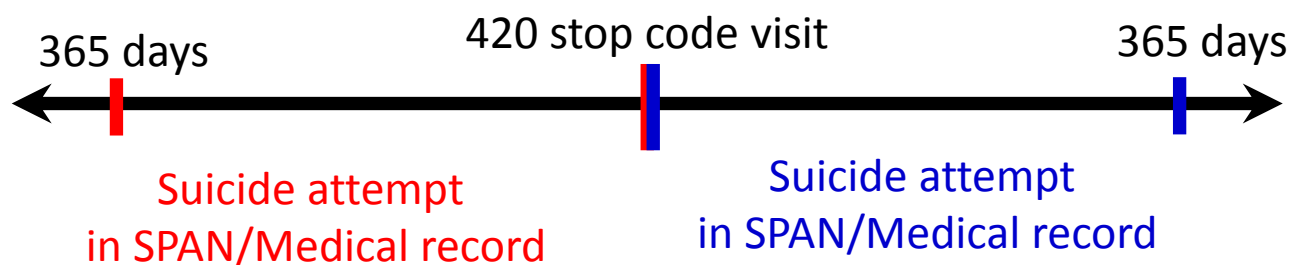 365 days
420 stop code visit
365 days
Suicide attempt
in SPAN/Medical record
Suicide attempt
in SPAN/Medical record